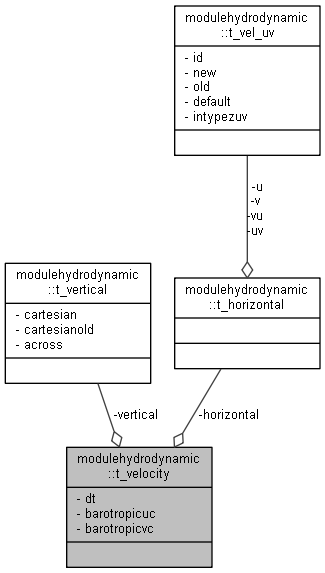 modulehydrodynamic
::t_vel_uv
- id
- new
- old
- default
- intypezuv
-u
-v
-vu
-uv
modulehydrodynamic
::t_vertical
- cartesian
- cartesianold
- across
modulehydrodynamic
::t_horizontal
-vertical
-horizontal
modulehydrodynamic
::t_velocity
- dt
- barotropicuc
- barotropicvc